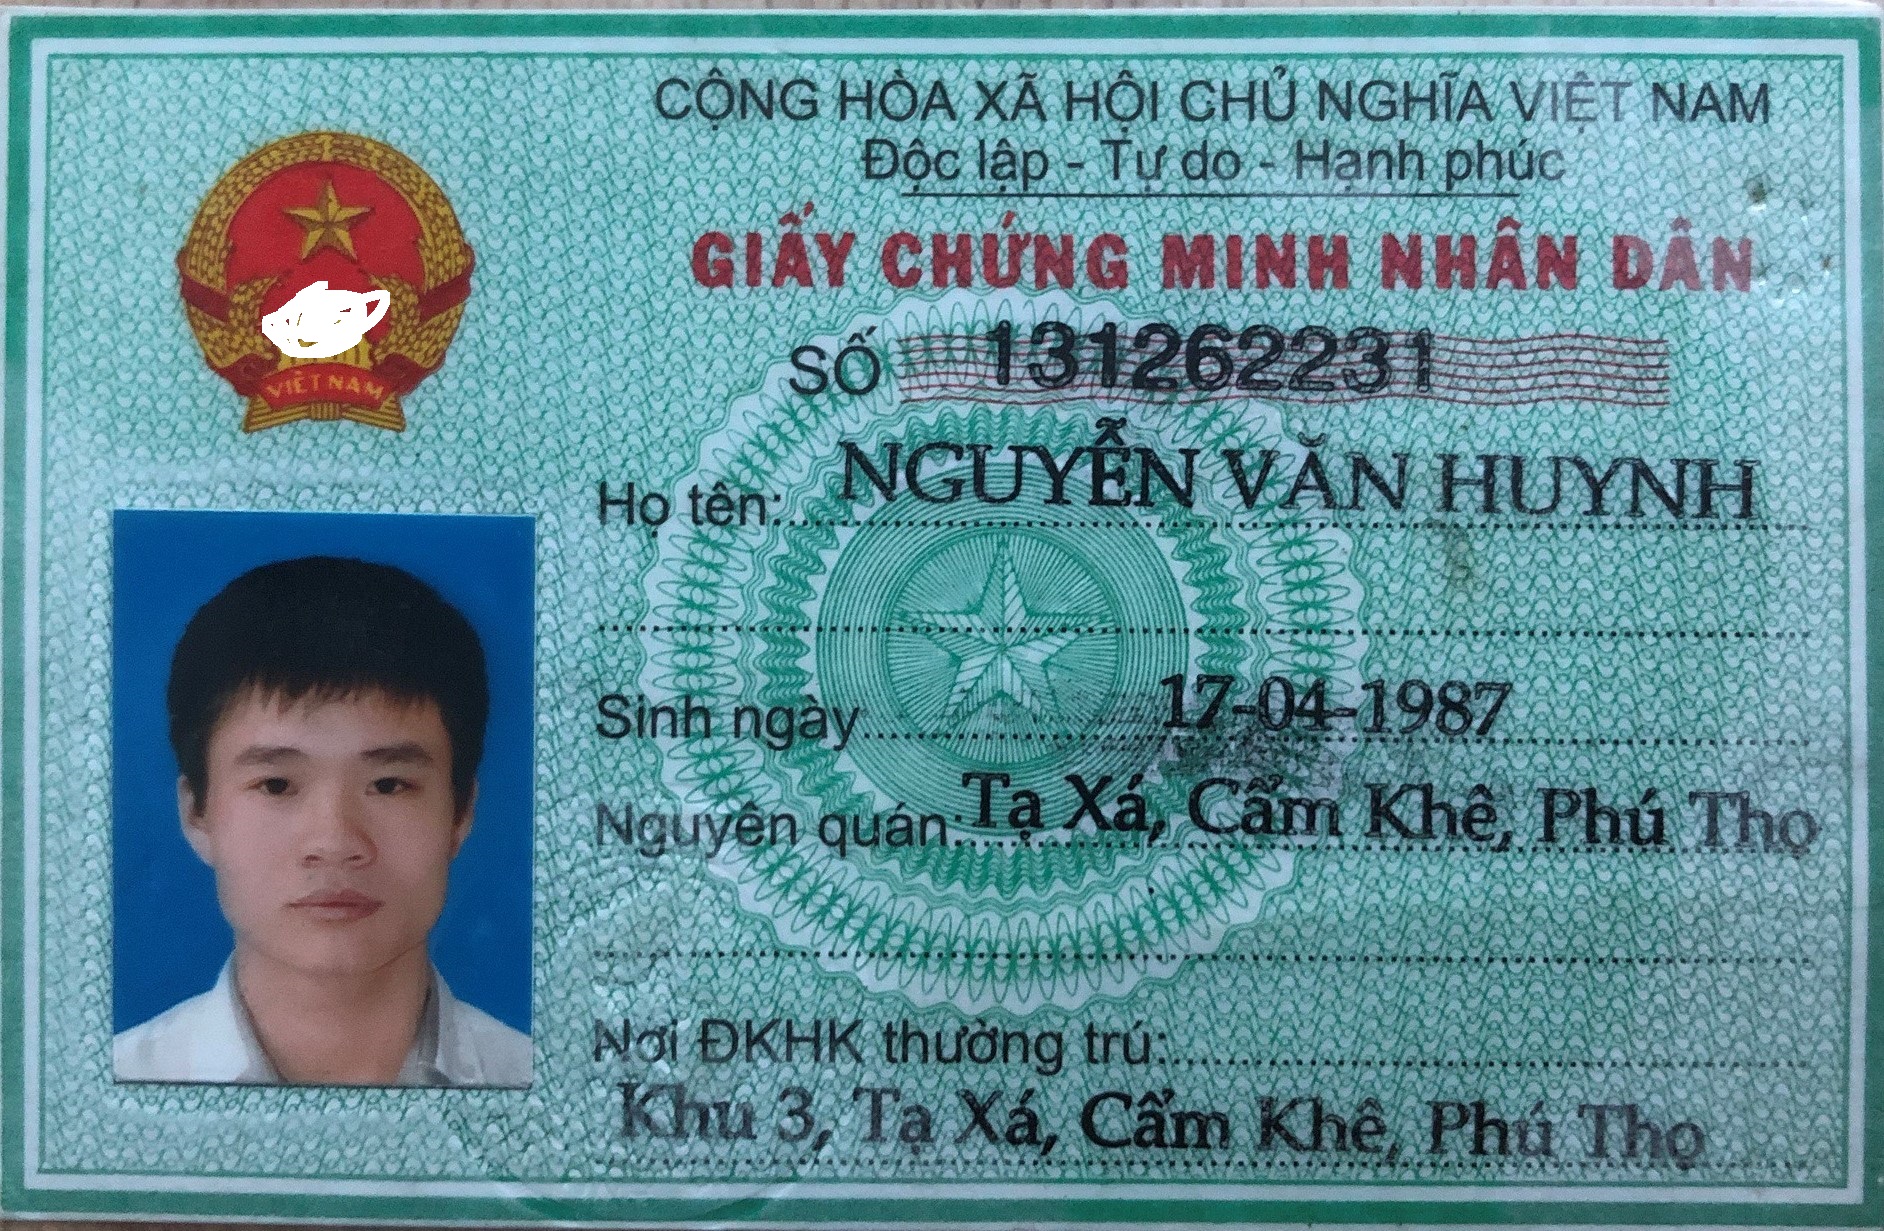 CỘNG HÒA XÃ HỘI CHỦ NGHĨA VIỆT NAM
Độc lập - Tự do - Hạnh phúc
GIẤY CHỨNG MINH NHÂN DÂN
SỐ 131262231
VIỆT NAM
Họ tên: NGUYỄN VĂN HUYNH
Sinh ngày 17-04-1987
Nguyên quán: Tạ Xá, Cẩm Khê, Phú Thọ
Nơi ĐKHK thường trú:
Khu 3, Tạ Xá, Cẩm Khê, Phú Thọ